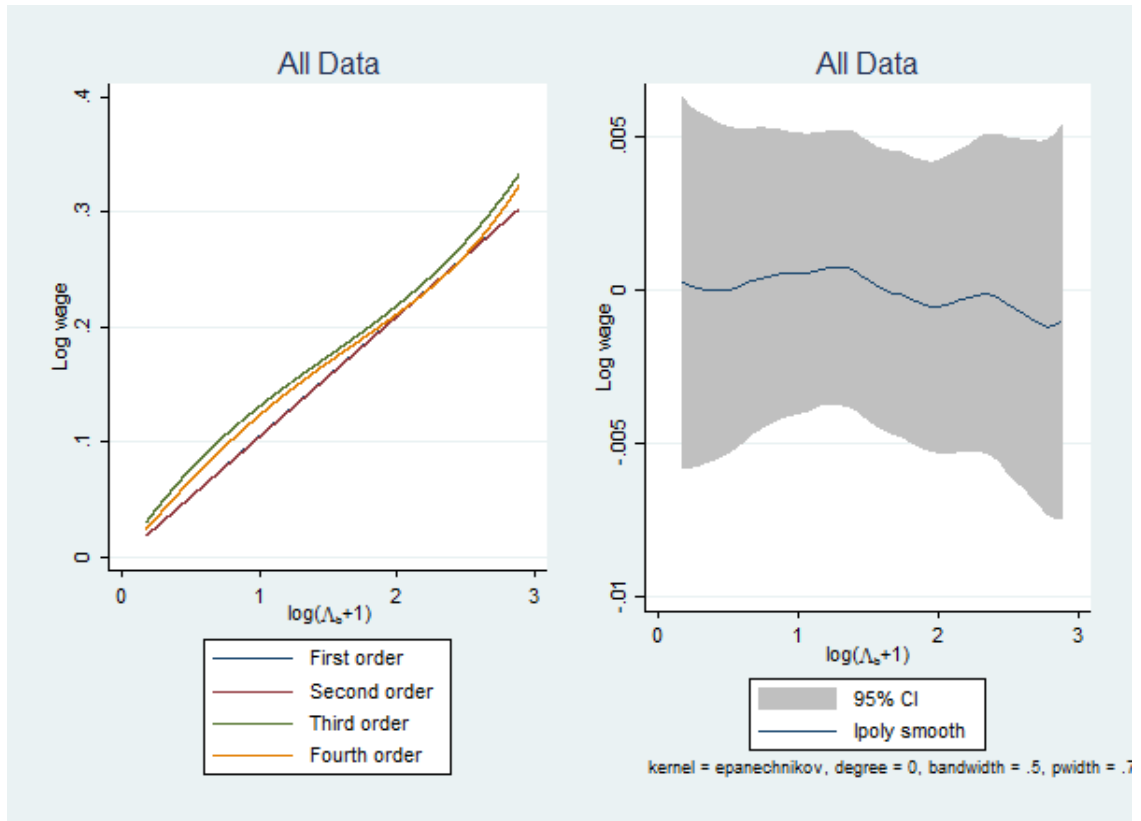 All Data
.4
.3
.2
.1
0
Log wage
0 1 2 3
log(Λₛ+1)
First order
Second order
Third order
Fourth order
All Data
.005
0
-.005
-.01
Log wage
0 1 2 3
log(Λₛ+1)
95% CI
lpoly smooth
kernel = epanechnikov, degree = 0, bandwidth = .5, pwidth = .7